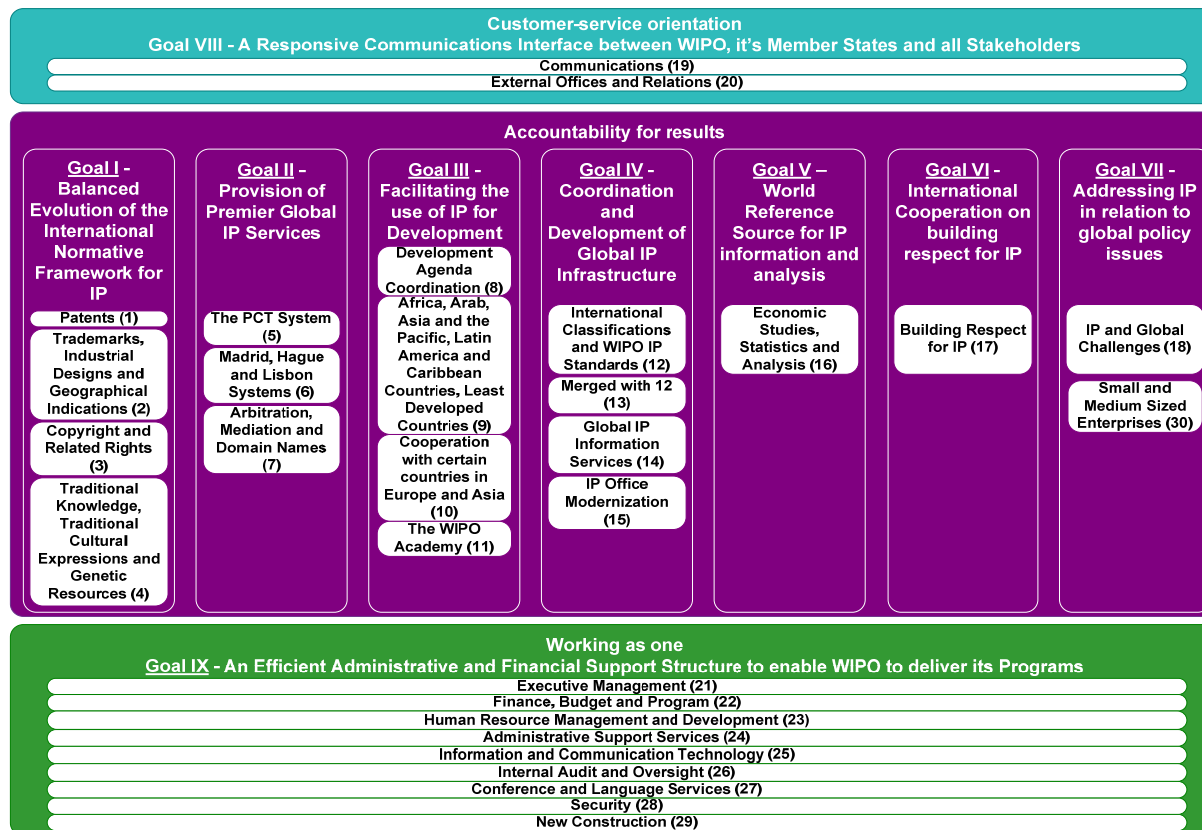 Customer-service orientation
Goal VIII - A Responsive Communications Interface between WIPO, it's Member States and all Stakeholders
Communications (19)
External Offices and Relations (20)
Accountability for results
Goal I -
Balanced
Evolution of the
International
Normative
Framework for
IP
Patents (1)
Trademarks,
Industrial
Designs and
Geographical
Indications (2)
Copyright and
Related Rights
(3)
Traditional
Knowledge,
Traditional
Cultural
Expressions and
Genetic
Resources (4)
Goal II -
Provision of
Premier Global
IP Services
The PCT System
(5)
Madrid, Hague
and Lisbon
Systems (6)
Arbitration,
Mediation and
Domain Names
(7)
Goal III -
Facilitating the
use of IP for
Development
Development
Agenda
Coordination (8)
Africa, Arab,
Asia and the
Pacific, Latin
America and
Caribbean
Countries, Least
Developed
Countries (9)
Cooperation
with certain
countries in
Europe and Asia
(10)
The WIPO
Academy (11)
Goal IV -
Coordination
and
Development of
Global IP
Infrastructure
International
Classifications
and WIPO IP
Standards (12)
Merged with 12
(13)
Global IP
Information
Services (14)
IP Office
Modernization
(15)
Goal V –
World
Reference
Source for IP
information and
analysis
Economic
Studies,
Statistics and
Analysis (16)
Goal VI -
International
Cooperation on
building
respect for IP
Building Respect
for IP (17)
Goal VII -
Addressing IP
in relation to
global policy
issues
IP and Global
Challenges (18)
Small and
Medium Sized
Enterprises (30)
Working as one
Goal IX - An Efficient Administrative and Financial Support Structure to enable WIPO to deliver its Programs
Executive Management (21)
Finance, Budget and Program (22)
Human Resource Management and Development (23)
Administrative Support Services (24)
Information and Communication Technology (25)
Internal Audit and Oversight (26)
Conference and Language Services (27)
Security (28)
New Construction (29)